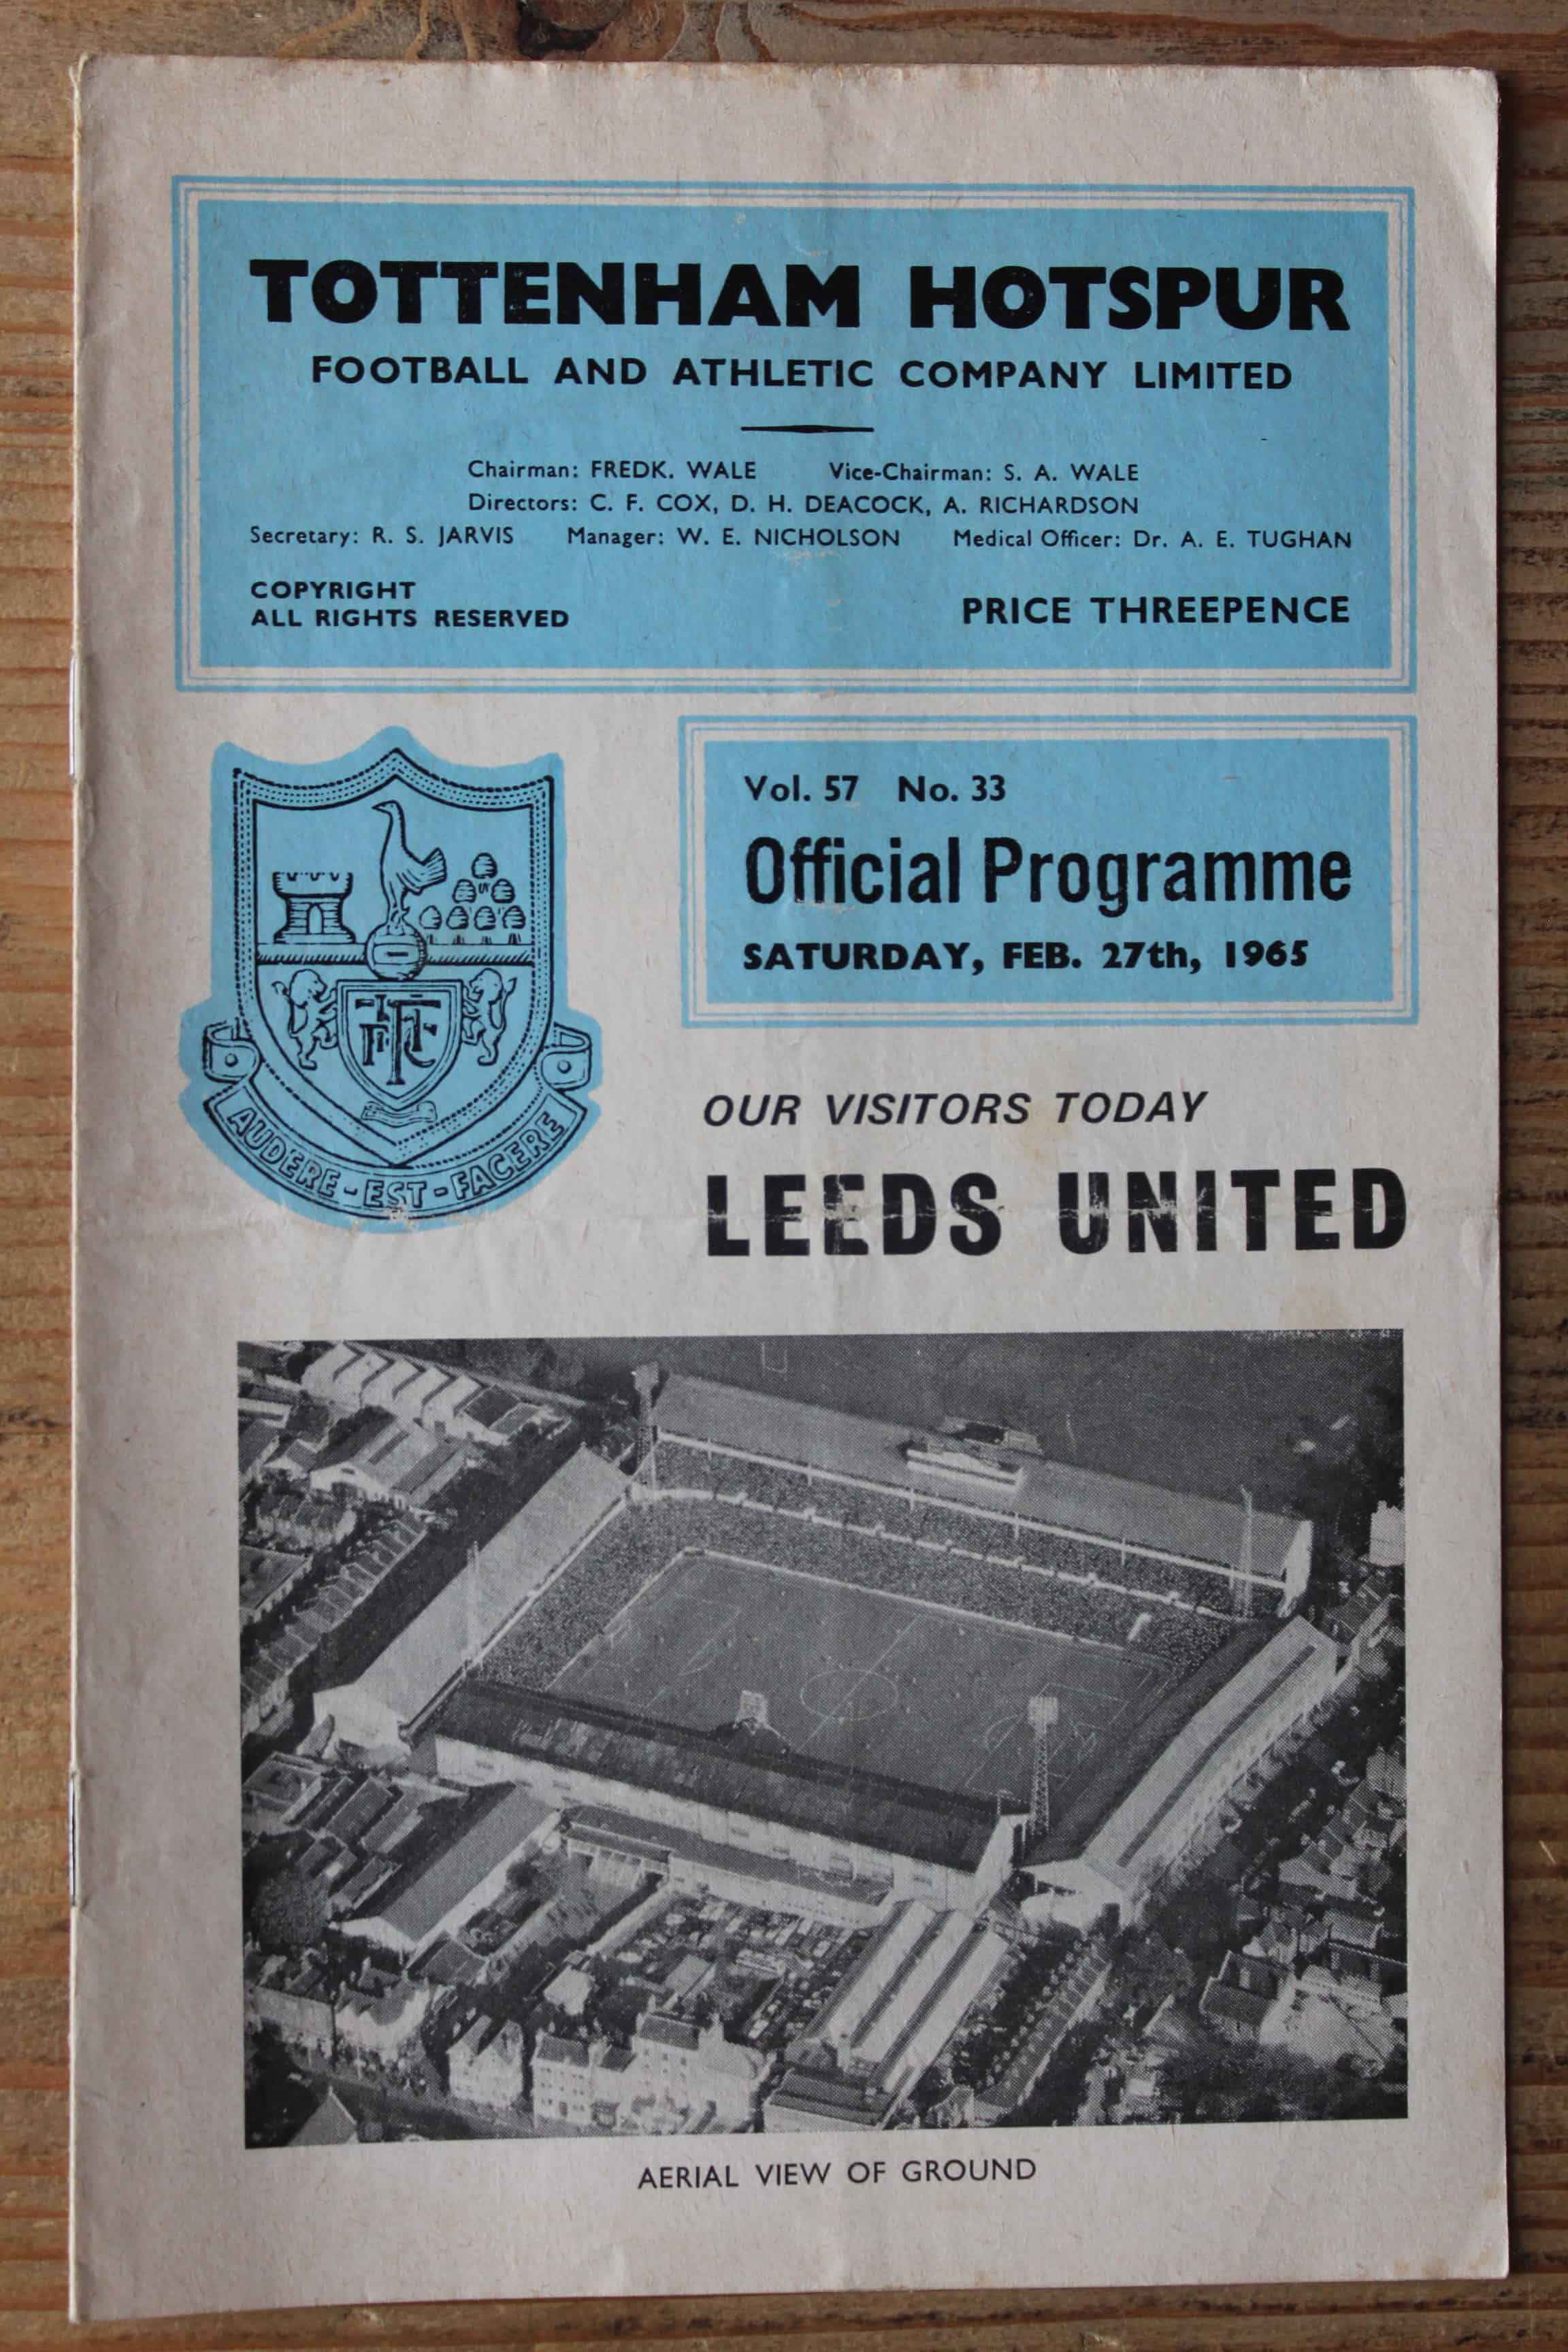 TOTTENHAM HOTSPUR
FOOTBALL AND ATHLETIC COMPANY LIMITED
Chairman: FREDK. WALE Vice-Chairman: S. A. WALE
Directors: C. F. COX, D. H. DEACOCK, A. RICHARDSON
Secretary: R. S. JARVIS Manager: W. E. NICHOLSON Medical Officer: Dr. A. E. TUGHAN
COPYRIGHT
ALL RIGHTS RESERVED
PRICE THREEPENCE
Vol. 57 No. 33
Official Programme
SATURDAY, FEB. 27th, 1965
AUDERE - EST - FACERE
OUR VISITORS TODAY
LEEDS UNITED
AERIAL VIEW OF GROUND